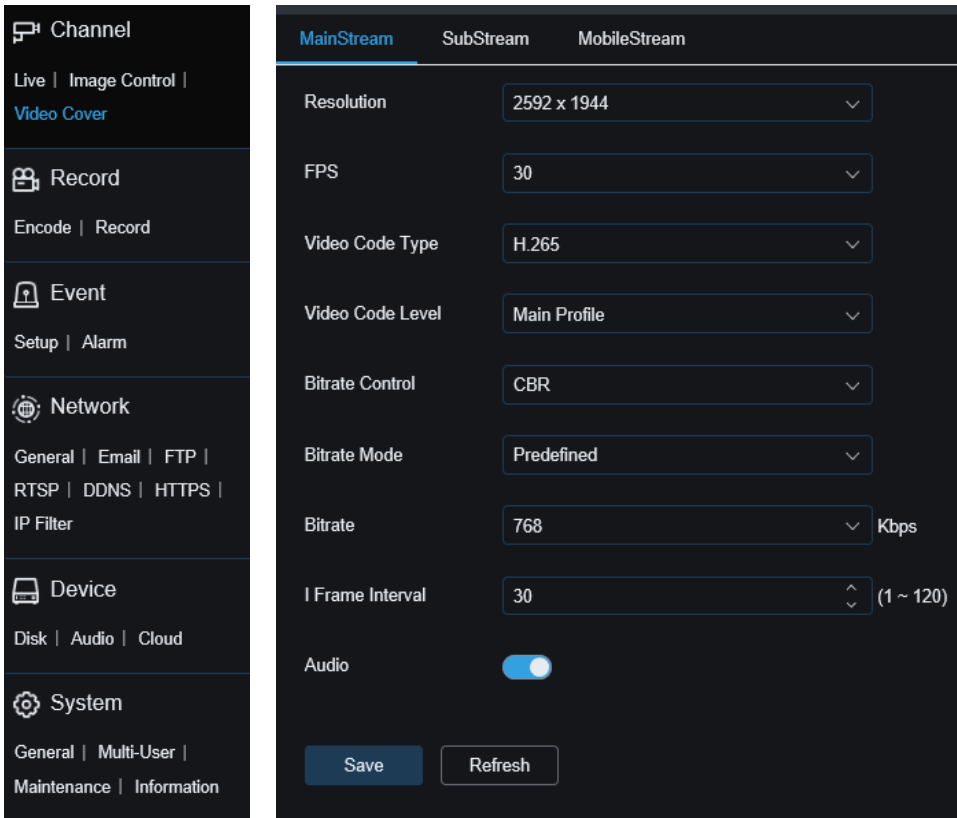 Channel
Live | Image Control |
Video Cover
Record
Encode | Record
Event
Setup | Alarm
Network
General | Email | FTP |
RTSP | DDNS | HTTPS |
IP Filter
Device
Disk | Audio | Cloud
System
General | Multi-User |
Maintenance | Information
MainStream SubStream MobileStream
Resolution 2592 x 1944
FPS 30
Video Code Type H.265
Video Code Level Main Profile
Bitrate Control CBR
Bitrate Mode Predefined
Bitrate 768 Kbps
I Frame Interval 30 (1 ~ 120)
Audio
Save Refresh